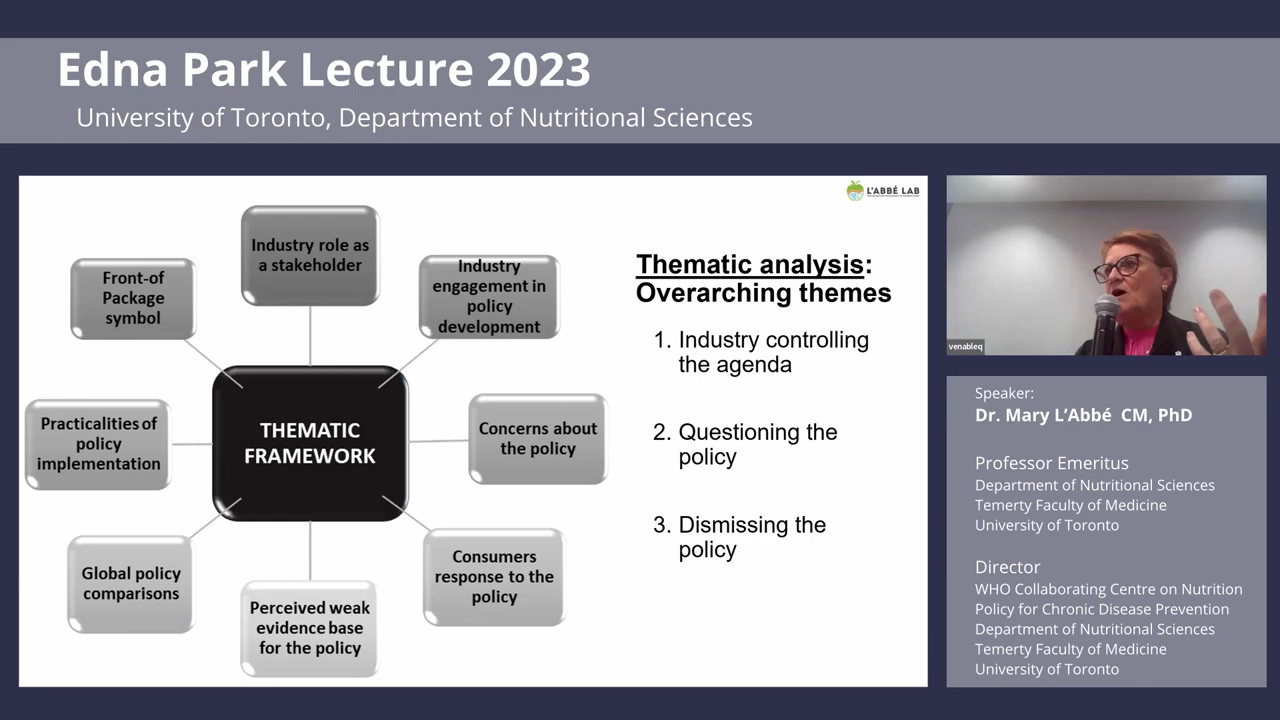 Edna Park Lecture 2023
University of Toronto, Department of Nutritional Sciences
L'ABBÉ LAB
Industry role as
a stakeholder
Front-of
Package
symbol
Industry
engagement in
policy
development
Practicalities of
policy
implementation
THEMATIC
FRAMEWORK
Concerns about
the policy
Global policy
comparisons
Perceived weak
evidence base
for the policy
Consumers
response to the
policy
Thematic analysis:
Overarching themes
1. Industry controlling
the agenda
2. Questioning the
policy
3. Dismissing the
policy
venableq
Speaker:
Dr. Mary L'Abbé CM, PhD
Professor Emeritus
Department of Nutritional Sciences
Temerty Faculty of Medicine
University of Toronto
Director
WHO Collaborating Centre on Nutrition
Policy for Chronic Disease Prevention
Department of Nutritional Sciences
Temerty Faculty of Medicine
University of Toronto